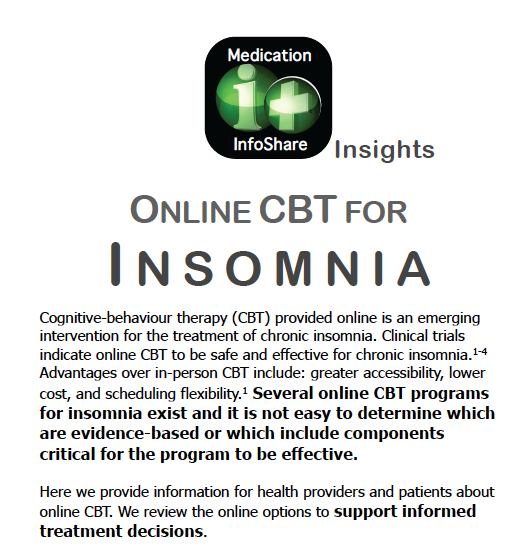 Medication
i+
InfoShare
Insights
ONLINE CBT FOR
INSOMNIA
Cognitive-behaviour therapy (CBT) provided online is an emerging
intervention for the treatment of chronic insomnia. Clinical trials
indicate online CBT to be safe and effective for chronic insomnia.1-4
Advantages over in-person CBT include: greater accessibility, lower
cost, and scheduling flexibility.1 Several online CBT programs
for insomnia exist and it is not easy to determine which
are evidence-based or which include components
critical for the program to be effective.
Here we provide information for health providers and patients about
online CBT. We review the online options to support informed
treatment decisions.